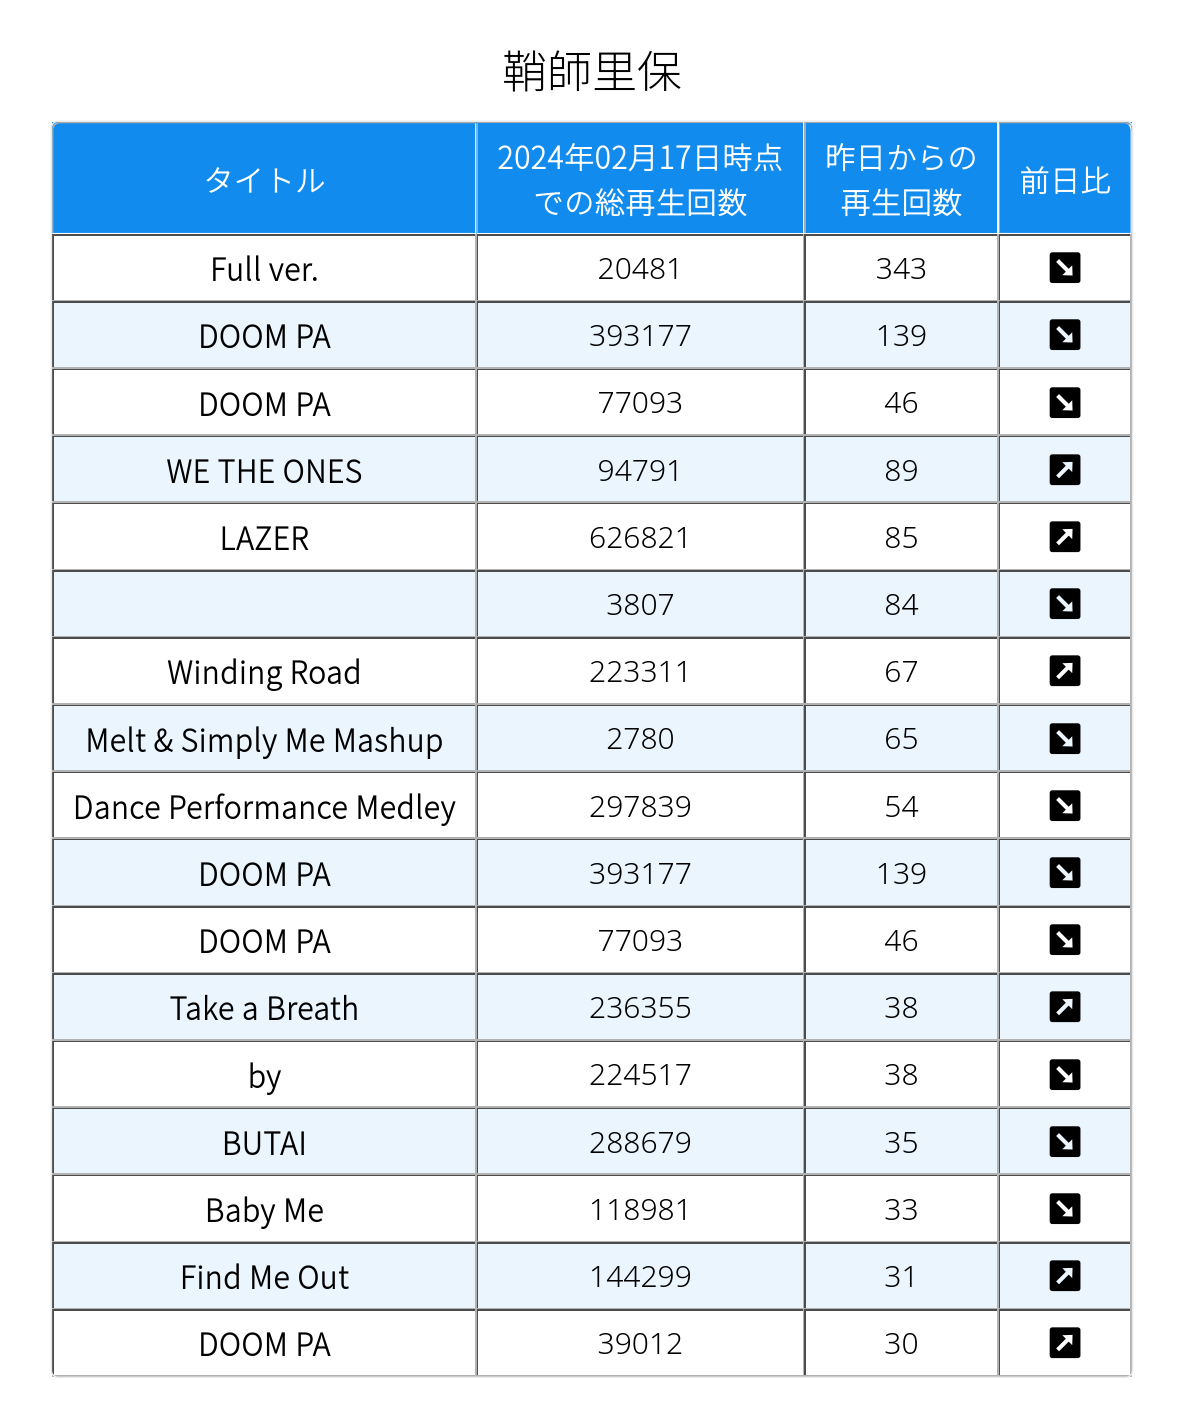 鞘師里保
タイトル 2024年02月17日時点での総再生回数 昨日からの再生回数 前日比
Full ver. 20481 343 ↘
DOOM PA 393177 139 ↘
DOOM PA 77093 46 ↘
WE THE ONES 94791 89 ↗
LAZER 626821 85 ↗
3807 84 ↘
Winding Road 223311 67 ↗
Melt & Simply Me Mashup 2780 65 ↘
Dance Performance Medley 297839 54 ↘
DOOM PA 393177 139 ↘
DOOM PA 77093 46 ↘
Take a Breath 236355 38 ↗
by 224517 38 ↘
BUTAI 288679 35 ↘
Baby Me 118981 33 ↘
Find Me Out 144299 31 ↗
DOOM PA 39012 30 ↗